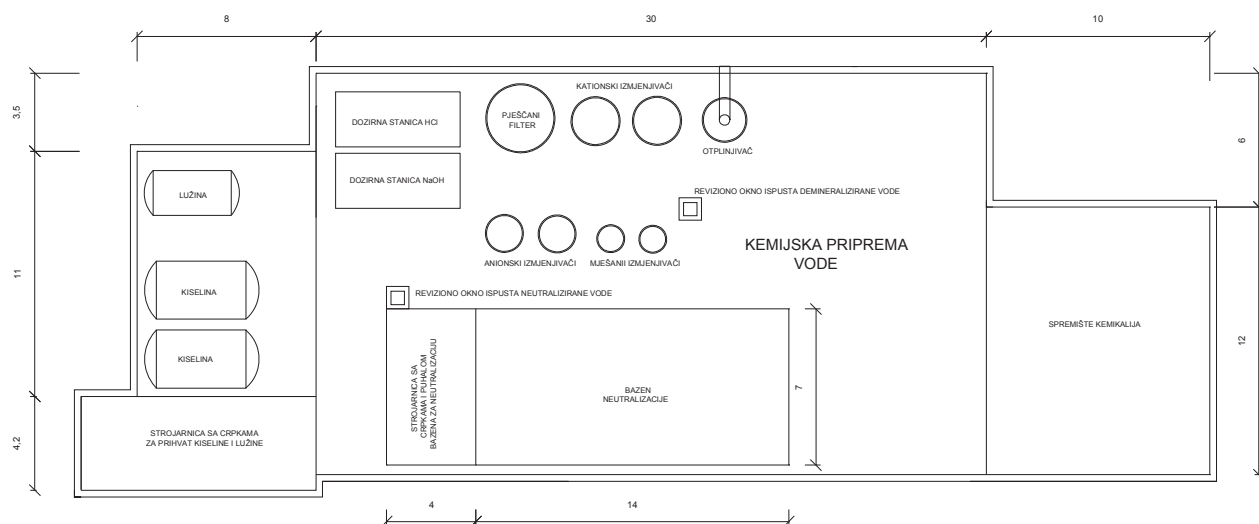 8
30
10
3,5
11
4,2
6
12
KATIONSKI IZMJENJIVAČI
DOZIRNA STANICA HCl
PJEŠČANI
FILTER
OTPLINJIVAČ
DOZIRNA STANICA NaOH
LUŽINA
REVIZIONO OKNO ISPUSTA DEMINERALIZIRANE VODE
KEMIJSKA PRIPREMA
VODE
ANIONSKI IZMJENJIVAČI
MJEŠANII IZMJENJIVAČI
KISELINA
REVIZIONO OKNO ISPUSTA NEUTRALIZIRANE VODE
SPREMIŠTE KEMIKALIJA
KISELINA
STROJARNICA SA
CRPKAMA I PUHALOM
BAZENA ZA NEUTRALIZACIJU
BAZEN
NEUTRALIZACIJE
7
STROJARNICA SA CRPKAMA
ZA PRIHVAT KISELINE I LUŽINE
4
14